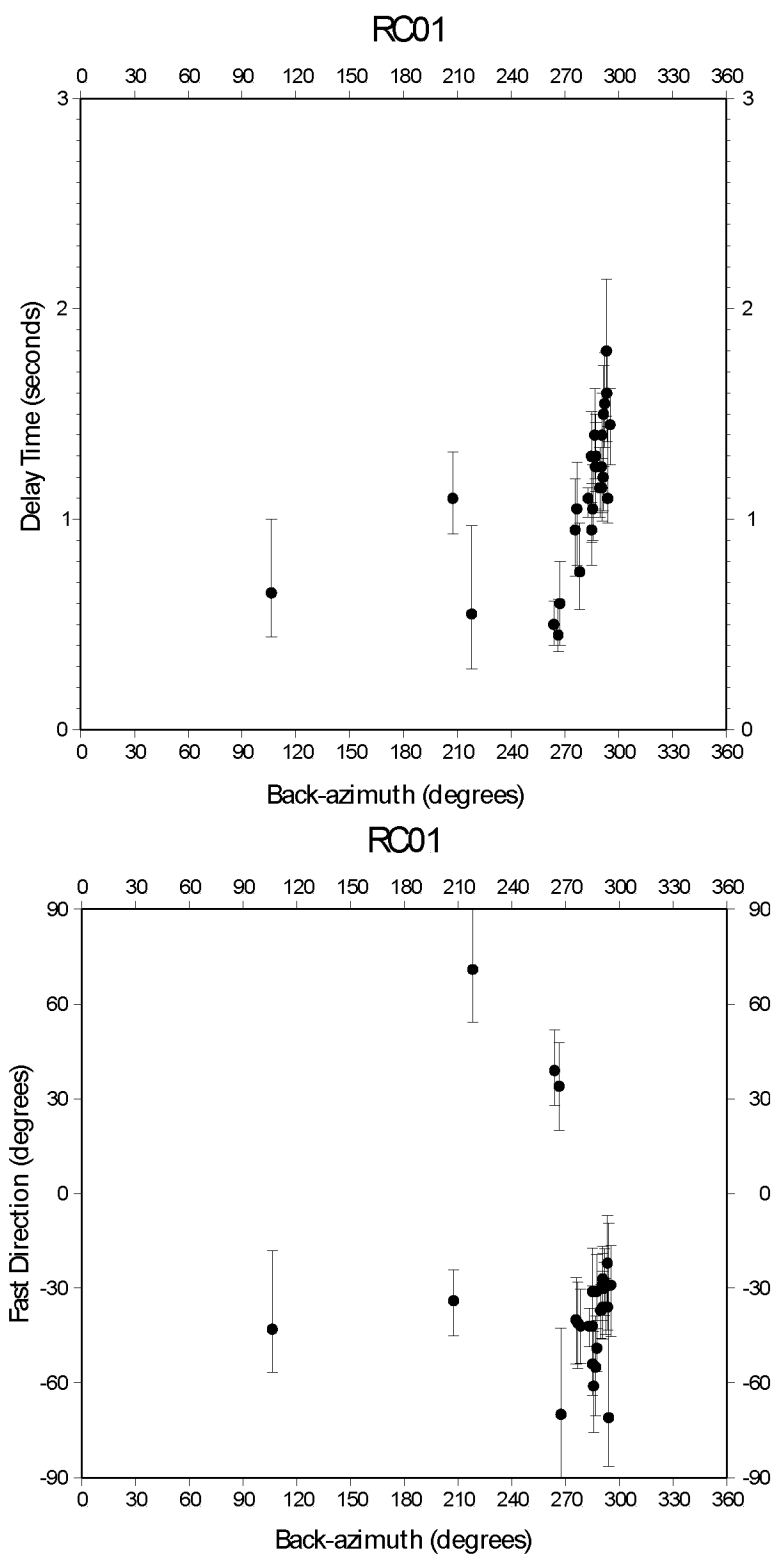 RC01
0 30 60 90 120 150 180 210 240 270 300 330 360
3 3
2 2
1 1
0 0
Delay Time (seconds)
0 30 60 90 120 150 180 210 240 270 300 330 360
Back-azimuth (degrees)
RC01
0 30 60 90 120 150 180 210 240 270 300 330 360
90 90
60 60
30 30
0 0
-30 -30
-60 -60
-90 -90
Fast Direction (degrees)
0 30 60 90 120 150 180 210 240 270 300 330 360
Back-azimuth (degrees)